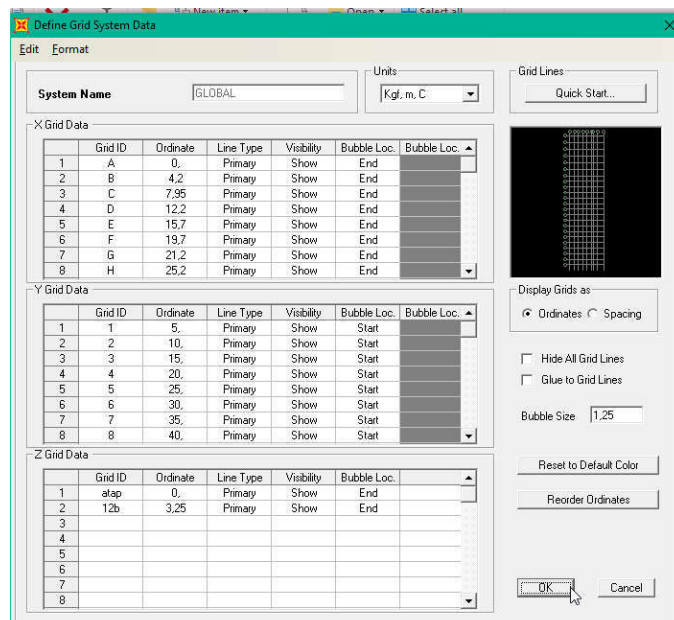 New item
Open
Select all
Define Grid System Data
Edit Format
System Name GLOBAL
Units
Kgf, m, C
Grid Lines
Quick Start...
X Grid Data
Grid ID Ordinate Line Type Visibility Bubble Loc. Bubble Loc.
1 A 0, Primary Show End
2 B 4,2 Primary Show End
3 C 7,95 Primary Show End
4 D 12,2 Primary Show End
5 E 15,7 Primary Show End
6 F 19,7 Primary Show End
7 G 21,2 Primary Show End
8 H 25,2 Primary Show End
Y Grid Data
Grid ID Ordinate Line Type Visibility Bubble Loc. Bubble Loc.
1 1 5, Primary Show Start
2 2 10, Primary Show Start
3 3 15, Primary Show Start
4 4 20, Primary Show Start
5 5 25, Primary Show Start
6 6 30, Primary Show Start
7 7 35, Primary Show Start
8 8 40, Primary Show Start
Z Grid Data
Grid ID Ordinate Line Type Visibility Bubble Loc.
1 atap 0, Primary Show End
2 12b 3,25 Primary Show End
3
4
5
6
7
8
Display Grids as
Ordinates Spacing
Hide All Grid Lines
Glue to Grid Lines
Bubble Size 1,25
Reset to Default Color
Reorder Ordinates
OK Cancel